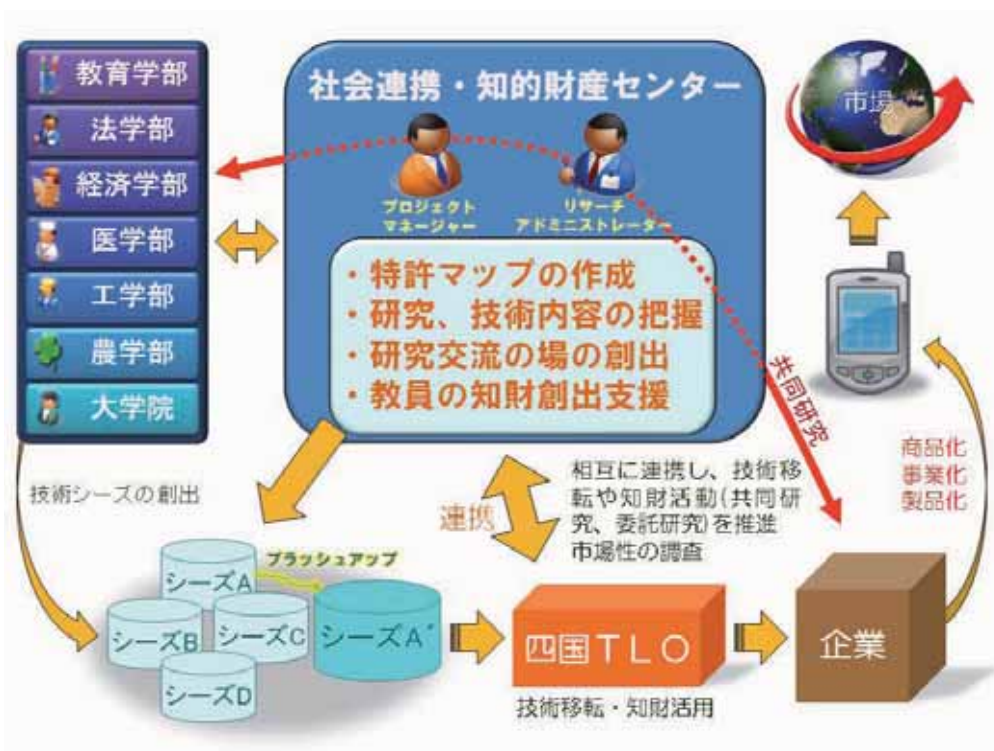 教育学部
法学部
経済学部
医学部
工学部
農学部
大学院
社会連携・知的財産センター
プロジェクト
マネージャー
リサーチ
アドミニストレーター
・特許マップの作成
・研究、技術内容の把握
・研究交流の場の創出
・教員の知財創出支援
市場
共同研究
商品化
事業化
製品化
技術シーズの創出
連携
相互に連携し、技術移
転や知財活動(共同研
究、委託研究)を推進
市場性の調査
ブラッシュアップ
シーズA
シーズB
シーズC
シーズD
シーズA´
四国TLO
技術移転・知財活用
企業